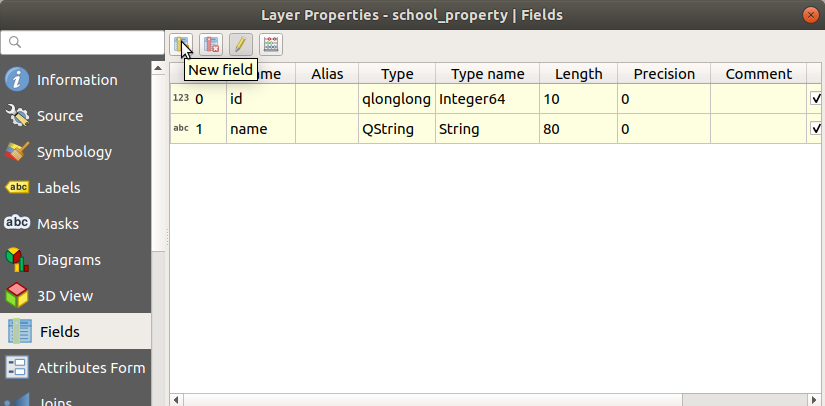 Layer Properties - school_property | Fields
New field
me Alias Type Type name Length Precision Comment
123 0 id qlonglong Integer64 10 0
abc 1 name QString String 80 0
Information
Source
Symbology
abc Labels
abc Masks
Diagrams
3D View
Fields
Attributes Form
Joins